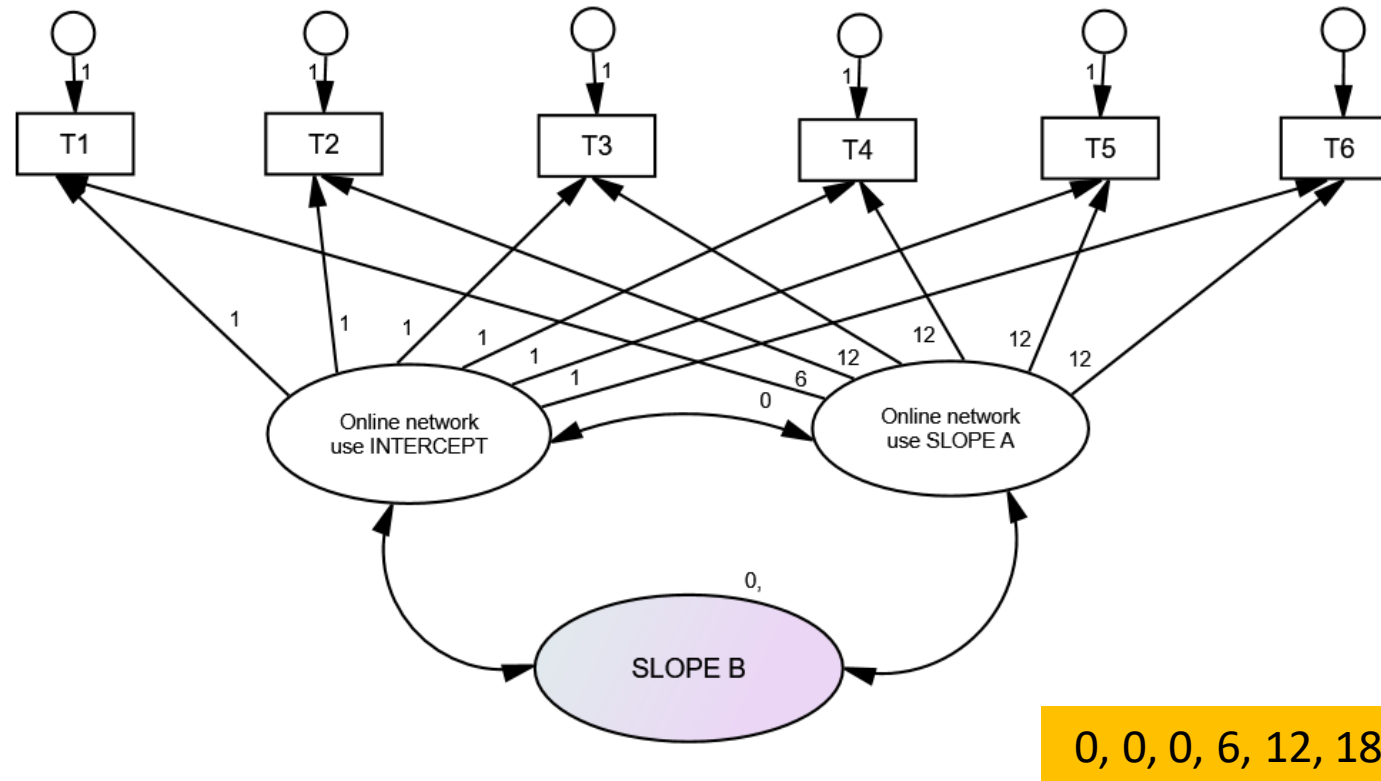 1
1
1
1
1
T1
T2
T3
T4
T5
T6
1
1
1
1
1
1
0
6
12
12
12
12
Online network
use INTERCEPT
Online network
use SLOPE A
0,
SLOPE B
0, 0, 0, 6, 12, 18